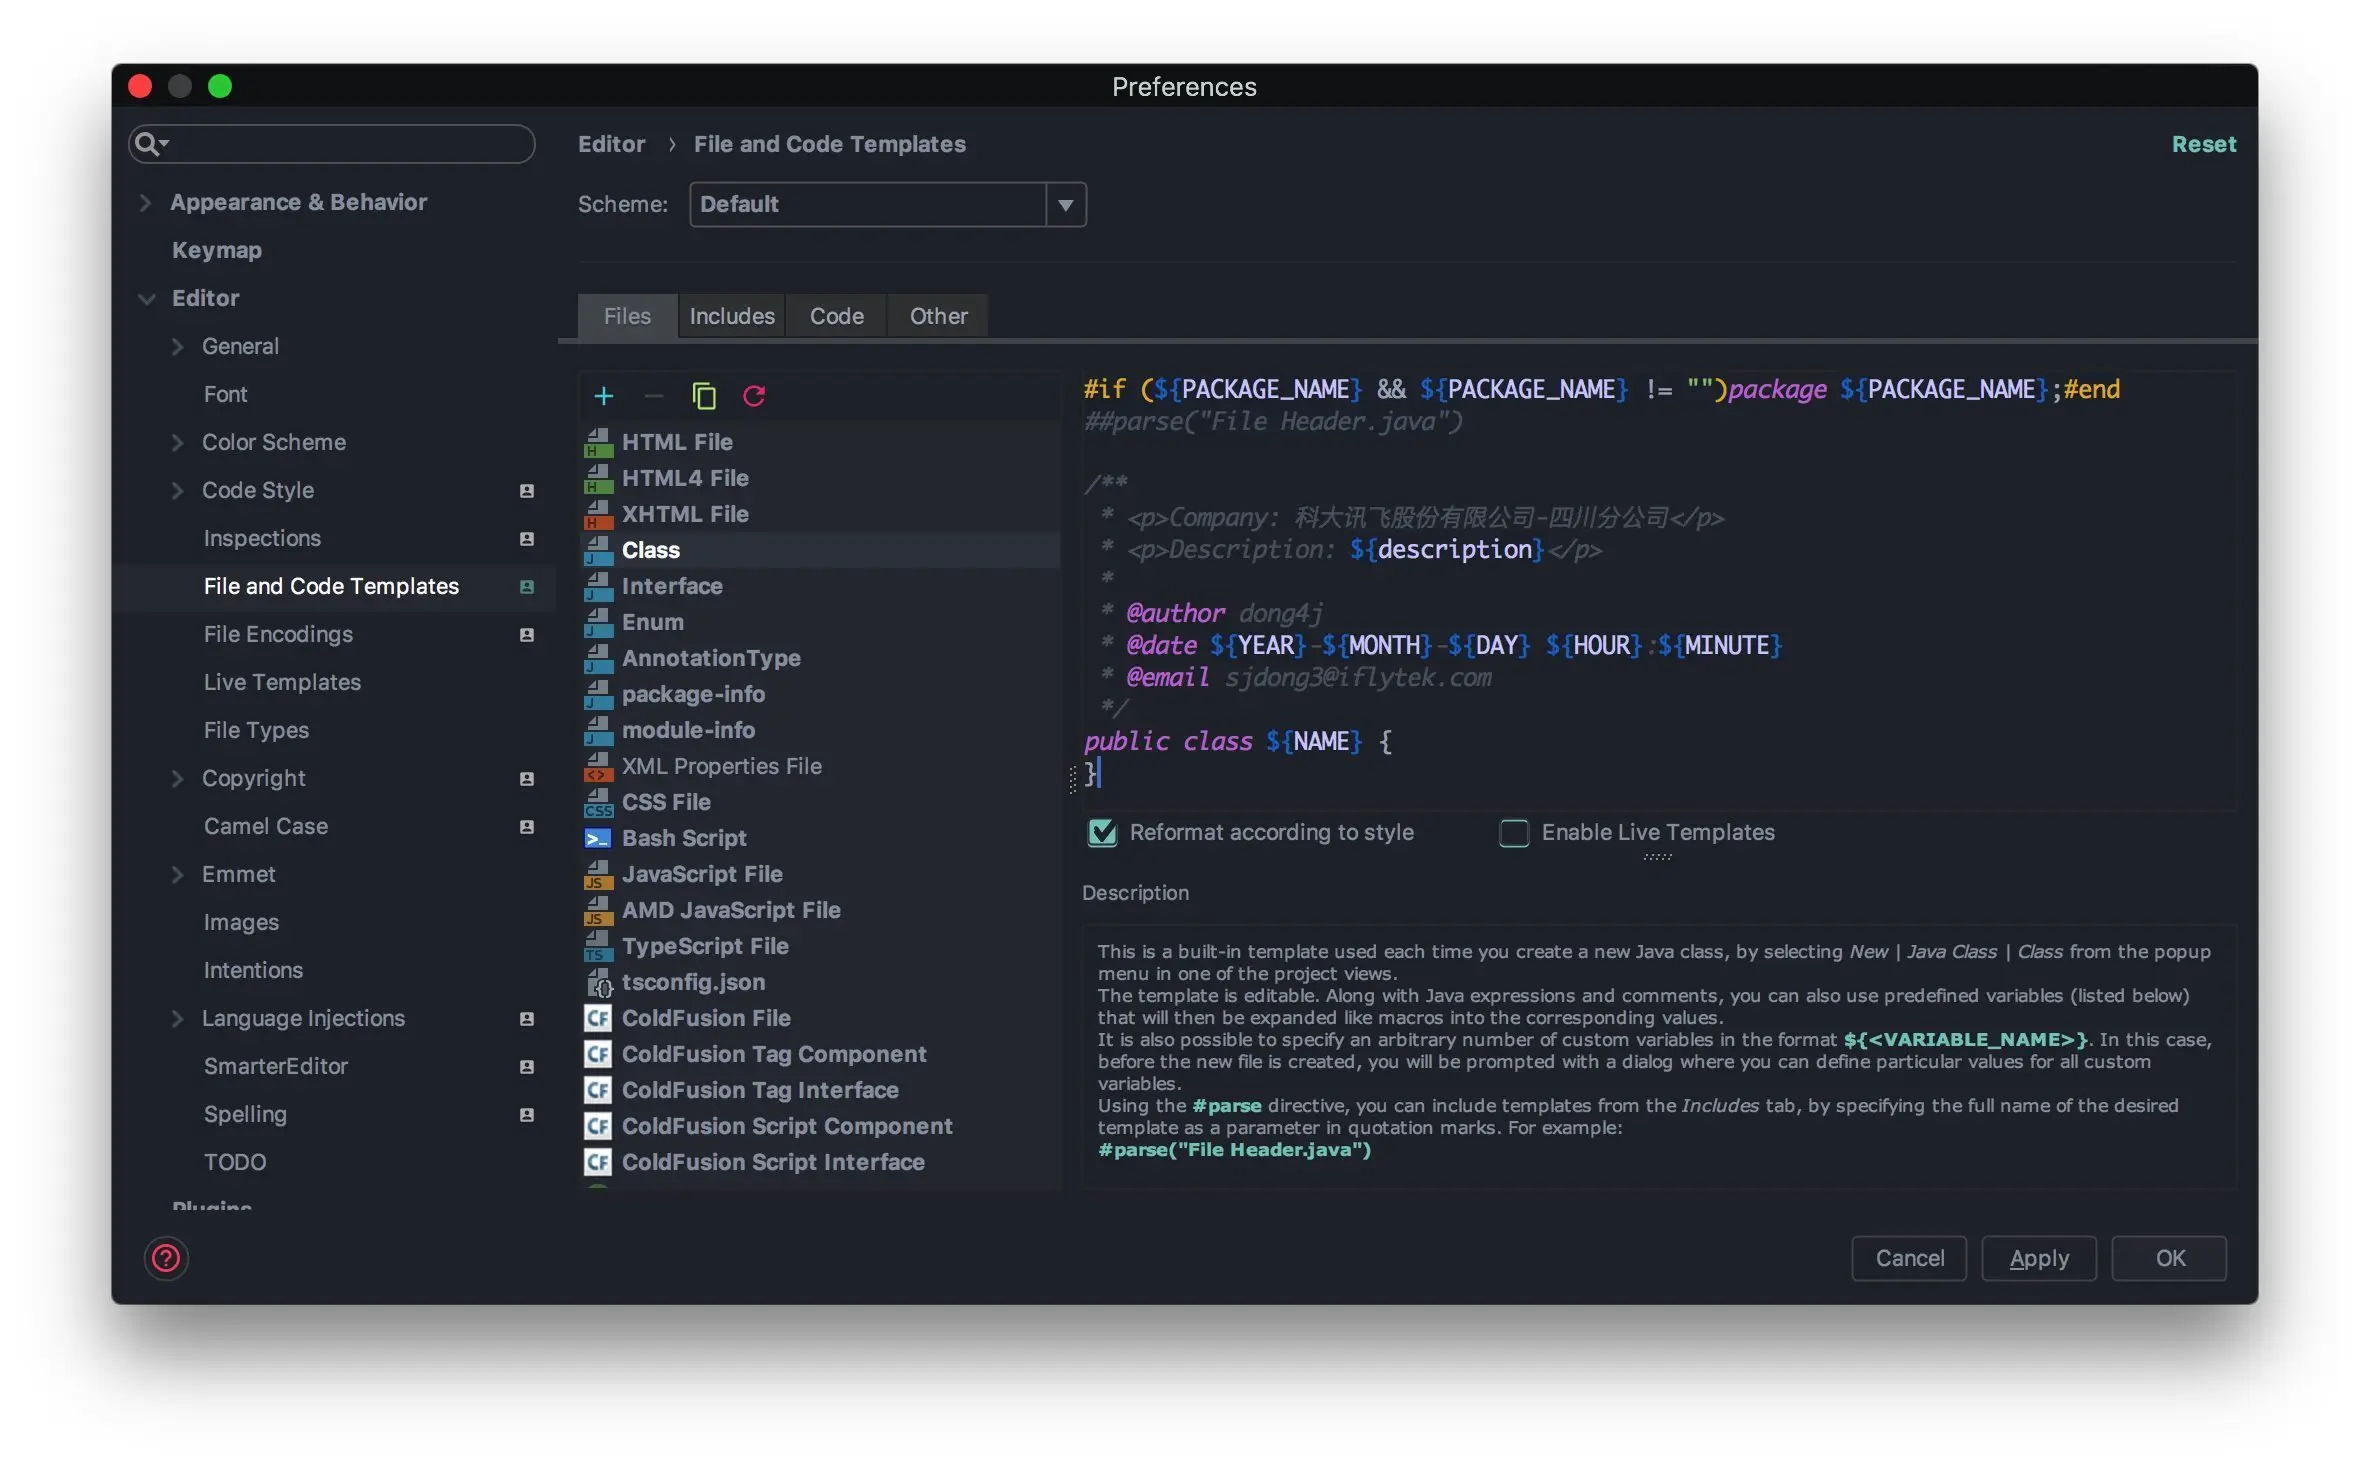 Preferences
Editor › File and Code Templates
Reset
Scheme: Default
Appearance & Behavior
Keymap
Editor
General
Font
Color Scheme
Code Style
Inspections
File and Code Templates
File Encodings
Live Templates
File Types
Copyright
Camel Case
Emmet
Images
Intentions
Language Injections
SmarterEditor
Spelling
TODO
Plugins
Files Includes Code Other
HTML File
HTML4 File
XHTML File
Class
Interface
Enum
AnnotationType
package-info
module-info
XML Properties File
CSS File
Bash Script
JavaScript File
AMD JavaScript File
TypeScript File
tsconfig.json
ColdFusion File
ColdFusion Tag Component
ColdFusion Tag Interface
ColdFusion Script Component
ColdFusion Script Interface
#if (${PACKAGE_NAME} && ${PACKAGE_NAME} != "")package ${PACKAGE_NAME};#end
##parse("File Header.java")
/**
 * <p>Company: 科大讯飞股份有限公司-四川分公司</p>
 * <p>Description: ${description}</p>
 *
 * @author dong4j
 * @date ${YEAR}-${MONTH}-${DAY} ${HOUR}:${MINUTE}
 * @email sjdong3@iflytek.com
 */
public class ${NAME} {
}
Reformat according to style
Enable Live Templates
Description
This is a built-in template used each time you create a new Java class, by selecting New | Java Class | Class from the popup
menu in one of the project views.
The template is editable. Along with Java expressions and comments, you can also use predefined variables (listed below)
that will then be expanded like macros into the corresponding values.
It is also possible to specify an arbitrary number of custom variables in the format ${<VARIABLE_NAME>}. In this case,
before the new file is created, you will be prompted with a dialog where you can define particular values for all custom
variables.
Using the #parse directive, you can include templates from the Includes tab, by specifying the full name of the desired
template as a parameter in quotation marks. For example:
#parse("File Header.java")
Cancel
Apply
OK